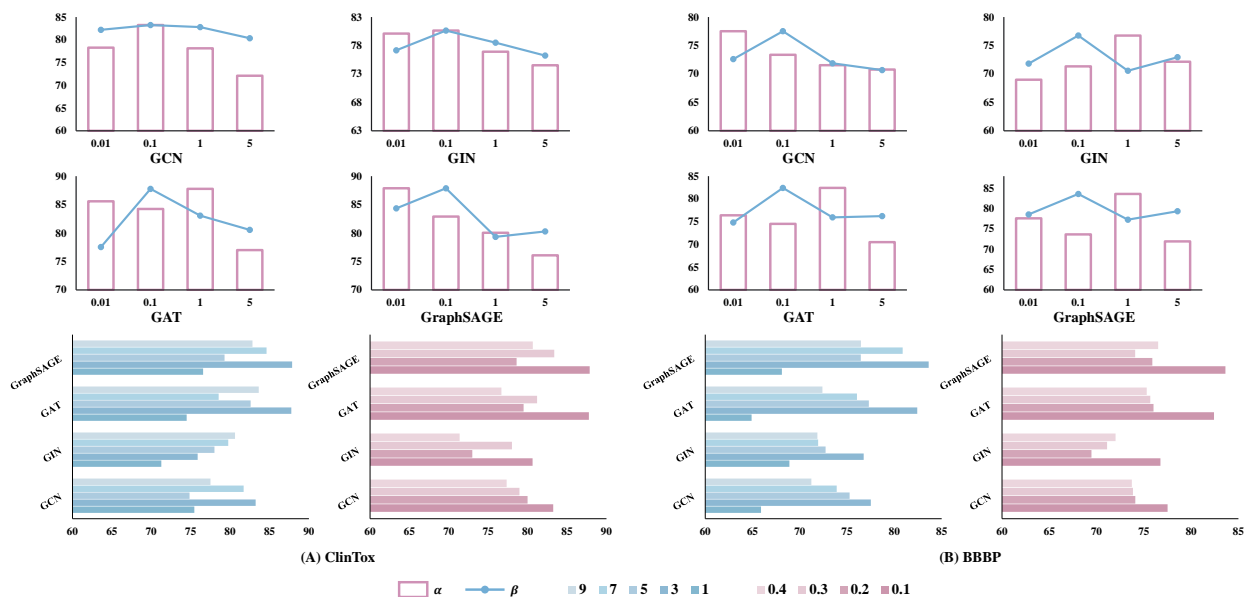 85
80
75
70
65
60
0.01 0.1 1 5
GCN
83
78
73
68
63
0.01 0.1 1 5
GIN
80
75
70
65
60
0.01 0.1 1 5
GCN
80
75
70
65
60
0.01 0.1 1 5
GIN
90
85
80
75
70
0.01 0.1 1 5
GAT
90
85
80
75
70
0.01 0.1 1 5
GraphSAGE
85
80
75
70
65
60
0.01 0.1 1 5
GAT
85
80
75
70
65
60
0.01 0.1 1 5
GraphSAGE
GraphSAGE
GAT
GIN
GCN
60 65 70 75 80 85 90
GraphSAGE
GAT
GIN
GCN
60 70 80 90
GraphSAGE
GAT
GIN
GCN
60 65 70 75 80 85
GraphSAGE
GAT
GIN
GCN
60 65 70 75 80 85
(A) ClinTox
(B) BBBP
α β 9 7 5 3 1 0.4 0.3 0.2 0.1